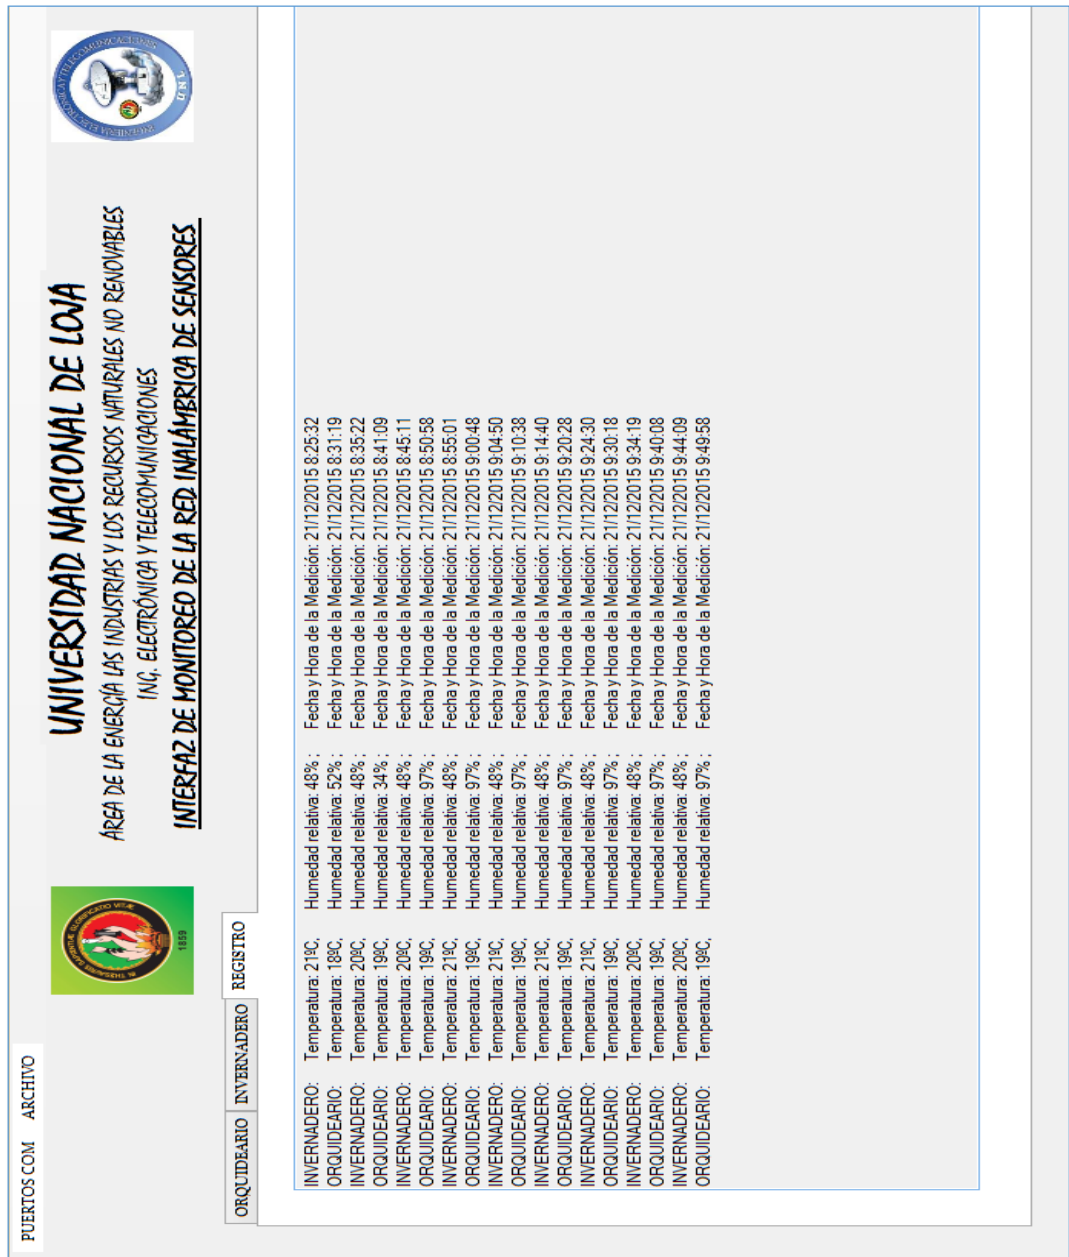 PUERTOS COM ARCHIVO
UNIVERSIDAD NACIONAL DE LOJA
ÁREA DE LA ENERGÍA LAS INDUSTRIAS Y LOS RECURSOS NATURALES NO RENOVABLES
ING. ELECTRÓNICA Y TELECOMUNICACIONES
INTERFAZ DE MONITOREO DE LA RED INALÁMBRICA DE SENSORES
IN THESAURIS SAPIENTIAE GLORIFICATIO VITAE
1859
INGENIERÍA ELECTRÓNICA Y TELECOMUNICACIONES
U N L
ORQUIDEARIO INVERNADERO REGISTRO
INVERNADERO: Temperatura: 21ºC, Humedad relativa: 48% ; Fecha y Hora de la Medición: 21/12/2015 8:25:32
ORQUIDEARIO: Temperatura: 18ºC, Humedad relativa: 52% ; Fecha y Hora de la Medición: 21/12/2015 8:31:19
INVERNADERO: Temperatura: 20ºC, Humedad relativa: 48% ; Fecha y Hora de la Medición: 21/12/2015 8:35:22
ORQUIDEARIO: Temperatura: 19ºC, Humedad relativa: 34% ; Fecha y Hora de la Medición: 21/12/2015 8:41:09
INVERNADERO: Temperatura: 20ºC, Humedad relativa: 48% ; Fecha y Hora de la Medición: 21/12/2015 8:45:11
ORQUIDEARIO: Temperatura: 19ºC, Humedad relativa: 97% ; Fecha y Hora de la Medición: 21/12/2015 8:50:58
INVERNADERO: Temperatura: 21ºC, Humedad relativa: 48% ; Fecha y Hora de la Medición: 21/12/2015 8:55:01
ORQUIDEARIO: Temperatura: 19ºC, Humedad relativa: 97% ; Fecha y Hora de la Medición: 21/12/2015 9:00:48
INVERNADERO: Temperatura: 21ºC, Humedad relativa: 48% ; Fecha y Hora de la Medición: 21/12/2015 9:04:50
ORQUIDEARIO: Temperatura: 19ºC, Humedad relativa: 97% ; Fecha y Hora de la Medición: 21/12/2015 9:10:38
INVERNADERO: Temperatura: 21ºC, Humedad relativa: 48% ; Fecha y Hora de la Medición: 21/12/2015 9:14:40
ORQUIDEARIO: Temperatura: 19ºC, Humedad relativa: 97% ; Fecha y Hora de la Medición: 21/12/2015 9:20:28
INVERNADERO: Temperatura: 21ºC, Humedad relativa: 48% ; Fecha y Hora de la Medición: 21/12/2015 9:24:30
ORQUIDEARIO: Temperatura: 19ºC, Humedad relativa: 97% ; Fecha y Hora de la Medición: 21/12/2015 9:30:18
INVERNADERO: Temperatura: 20ºC, Humedad relativa: 48% ; Fecha y Hora de la Medición: 21/12/2015 9:34:19
ORQUIDEARIO: Temperatura: 19ºC, Humedad relativa: 97% ; Fecha y Hora de la Medición: 21/12/2015 9:40:08
INVERNADERO: Temperatura: 20ºC, Humedad relativa: 48% ; Fecha y Hora de la Medición: 21/12/2015 9:44:09
ORQUIDEARIO: Temperatura: 19ºC, Humedad relativa: 97% ; Fecha y Hora de la Medición: 21/12/2015 9:49:58